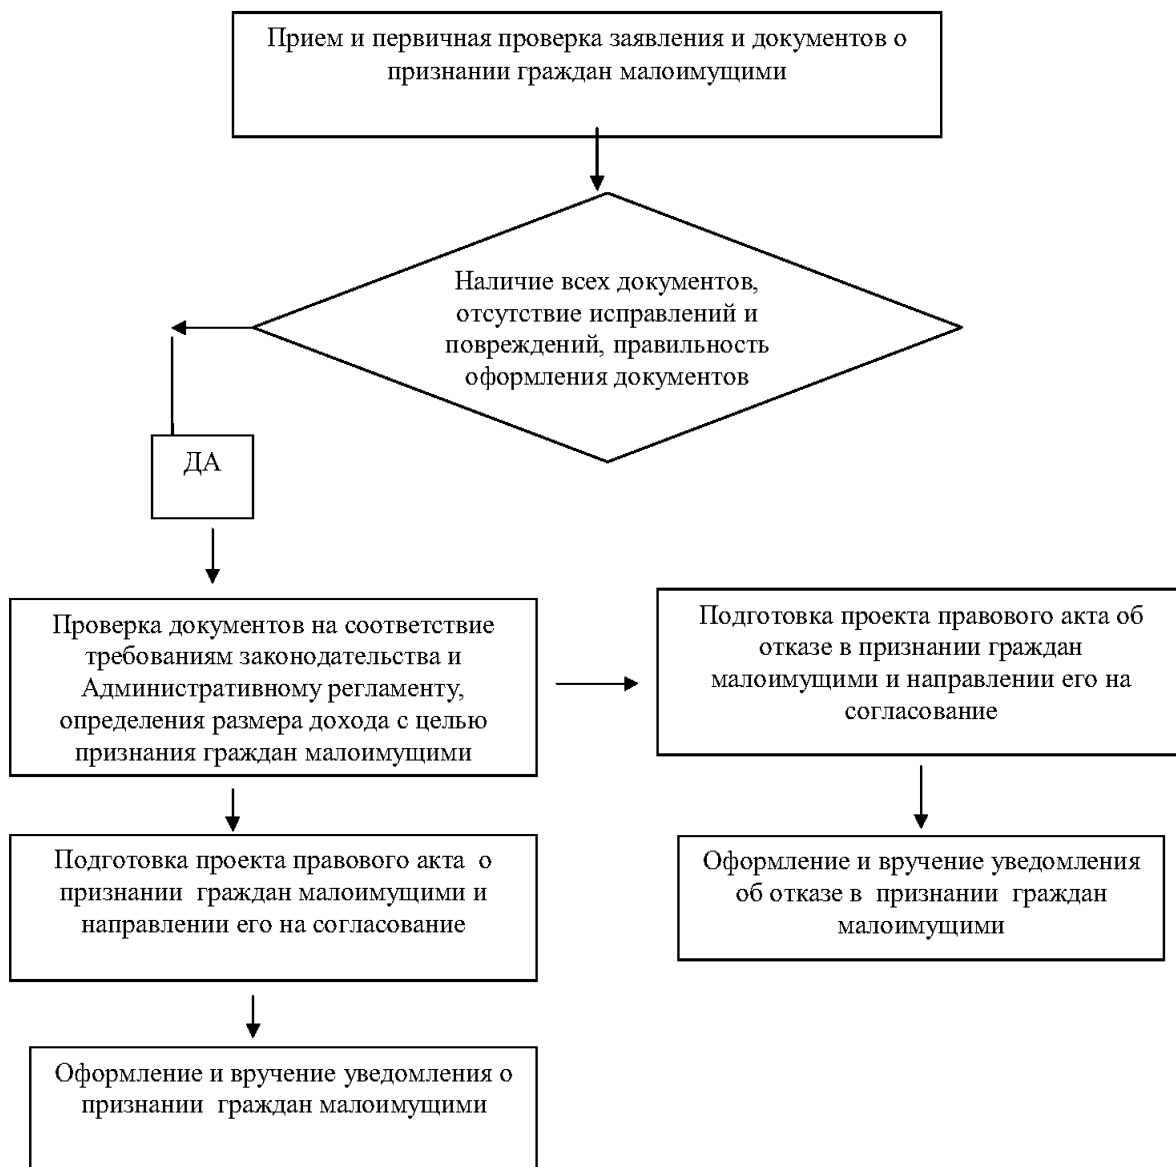 Прием и первичная проверка заявления и документов о
признании граждан малоимущими
Наличие всех документов,
отсутствие исправлений и
повреждений, правильность
оформления документов
ДА
Проверка документов на соответствие
требованиям законодательства и
Административному регламенту,
определения размера дохода с целью
признания граждан малоимущими
Подготовка проекта правового акта об
отказе в признании граждан
малоимущими и направлении его на
согласование
Подготовка проекта правового акта о
признании граждан малоимущими и
направлении его на согласование
Оформление и вручение уведомления
об отказе в признании граждан
малоимущими
Оформление и вручение уведомления о
признании граждан малоимущими